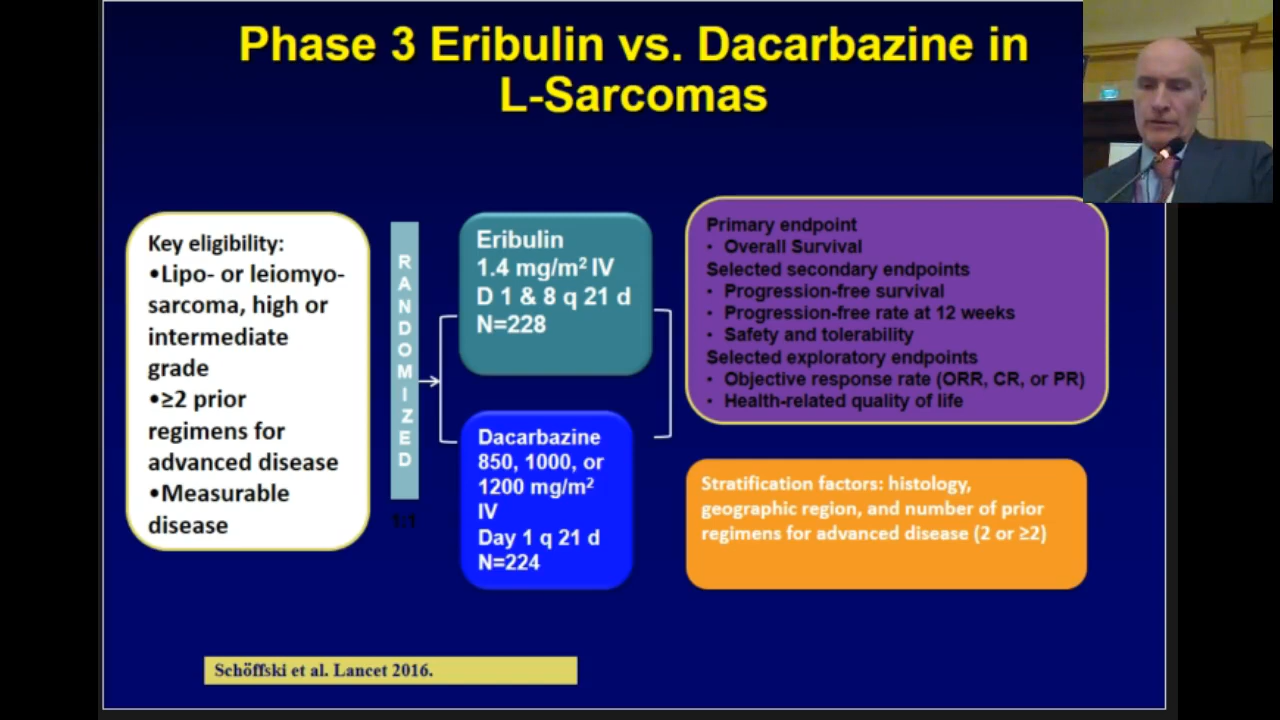 Phase 3 Eribulin vs. Dacarbazine in
L-Sarcomas
Key eligibility:
•Lipo- or leiomyo-
sarcoma, high or
intermediate
grade
•≥2 prior
regimens for
advanced disease
•Measurable
disease
RANDOMIZED
1:1
Eribulin
1.4 mg/m² IV
D 1 & 8 q 21 d
N=228
Dacarbazine
850, 1000, or
1200 mg/m²
IV
Day 1 q 21 d
N=224
Primary endpoint
• Overall Survival
Selected secondary endpoints
• Progression-free survival
• Progression-free rate at 12 weeks
• Safety and tolerability
Selected exploratory endpoints
• Objective response rate (ORR, CR, or PR)
• Health-related quality of life
Stratification factors: histology,
geographic region, and number of prior
regimens for advanced disease (2 or ≥2)
Schöffski et al. Lancet 2016.